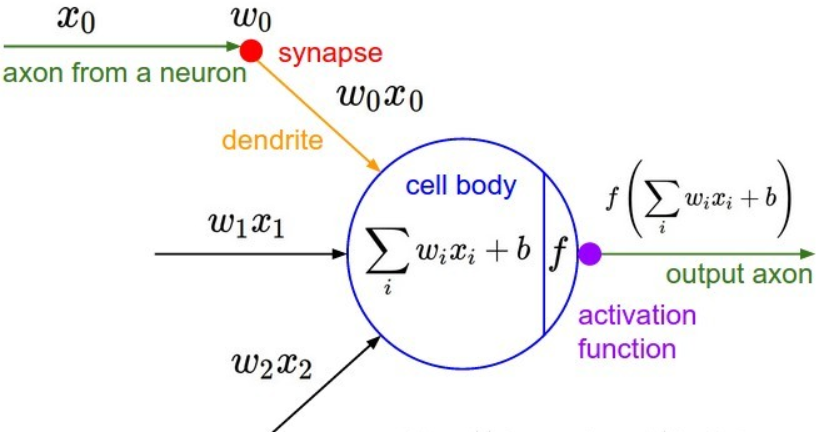 x₀
w₀
synapse
axon from a neuron
w₀x₀
dendrite
cell body
f(∑ᵢ wᵢxᵢ + b)
w₁x₁
∑ᵢ wᵢxᵢ + b
f
output axon
activation
function
w₂x₂